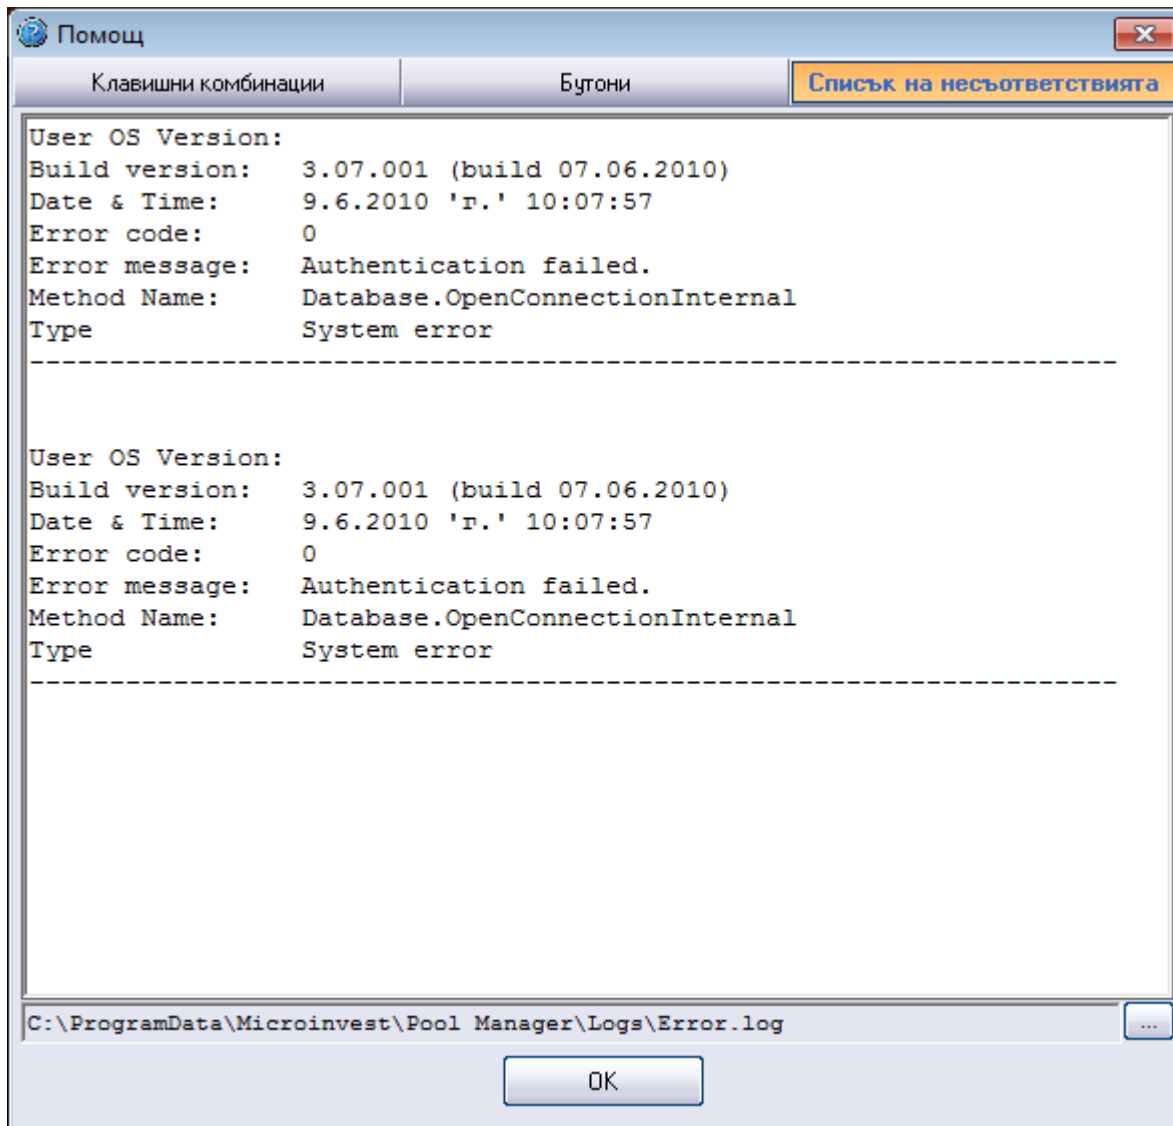 Помощ
Клавишни комбинации Бутони Списък на несъответствията
User OS Version:
Build version: 3.07.001 (build 07.06.2010)
Date & Time: 9.6.2010 'г.' 10:07:57
Error code: 0
Error message: Authentication failed.
Method Name: Database.OpenConnectionInternal
Type System error
--------------------------------------------------------------------
User OS Version:
Build version: 3.07.001 (build 07.06.2010)
Date & Time: 9.6.2010 'г.' 10:07:57
Error code: 0
Error message: Authentication failed.
Method Name: Database.OpenConnectionInternal
Type System error
--------------------------------------------------------------------
C:\ProgramData\Microinvest\Pool Manager\Logs\Error.log ...
OK